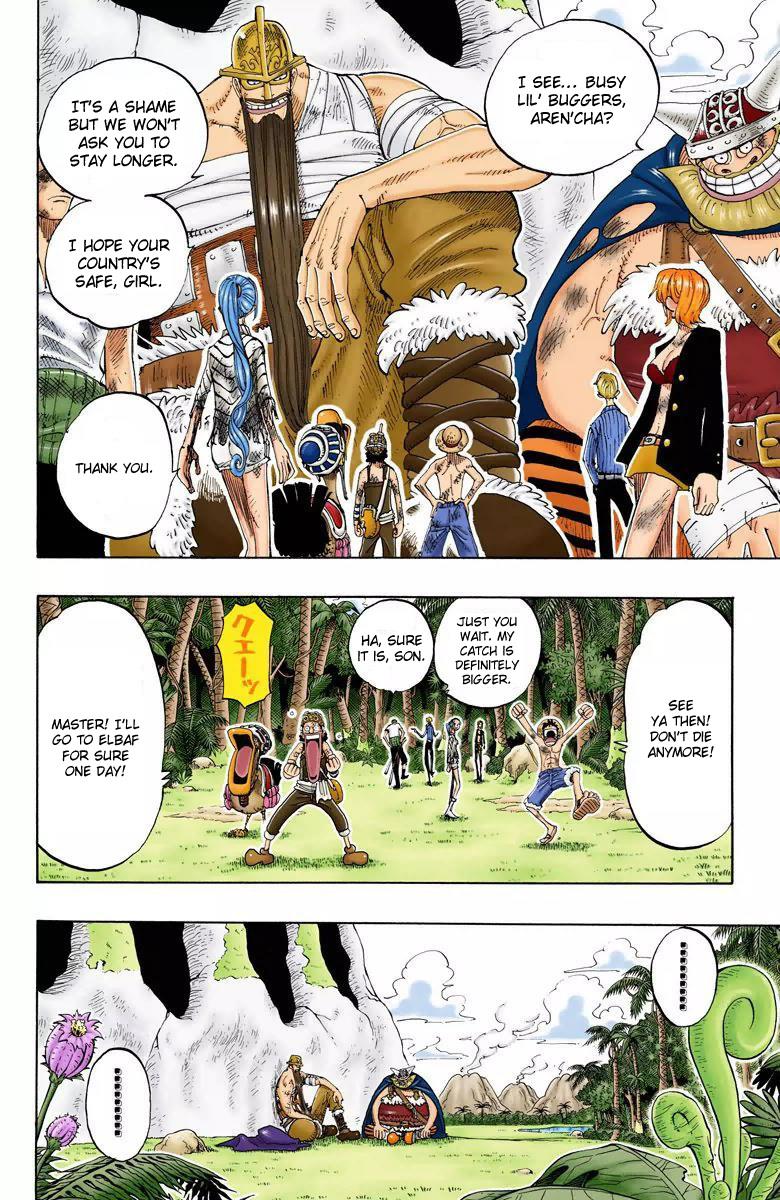 I SEE... BUSY
LIL' BUGGERS,
AREN'CHA?
IT'S A SHAME
BUT WE WON'T
ASK YOU TO
STAY LONGER.
I HOPE YOUR
COUNTRY'S
SAFE, GIRL.
THANK YOU.
SEE
YA THEN!
DON'T DIE
ANYMORE!
JUST YOU
WAIT. MY
CATCH IS
DEFINITELY
BIGGER.
HA, SURE
IT IS, SON.
クエーッ
MASTER! I'LL
GO TO ELBAF
FOR SURE
ONE DAY!